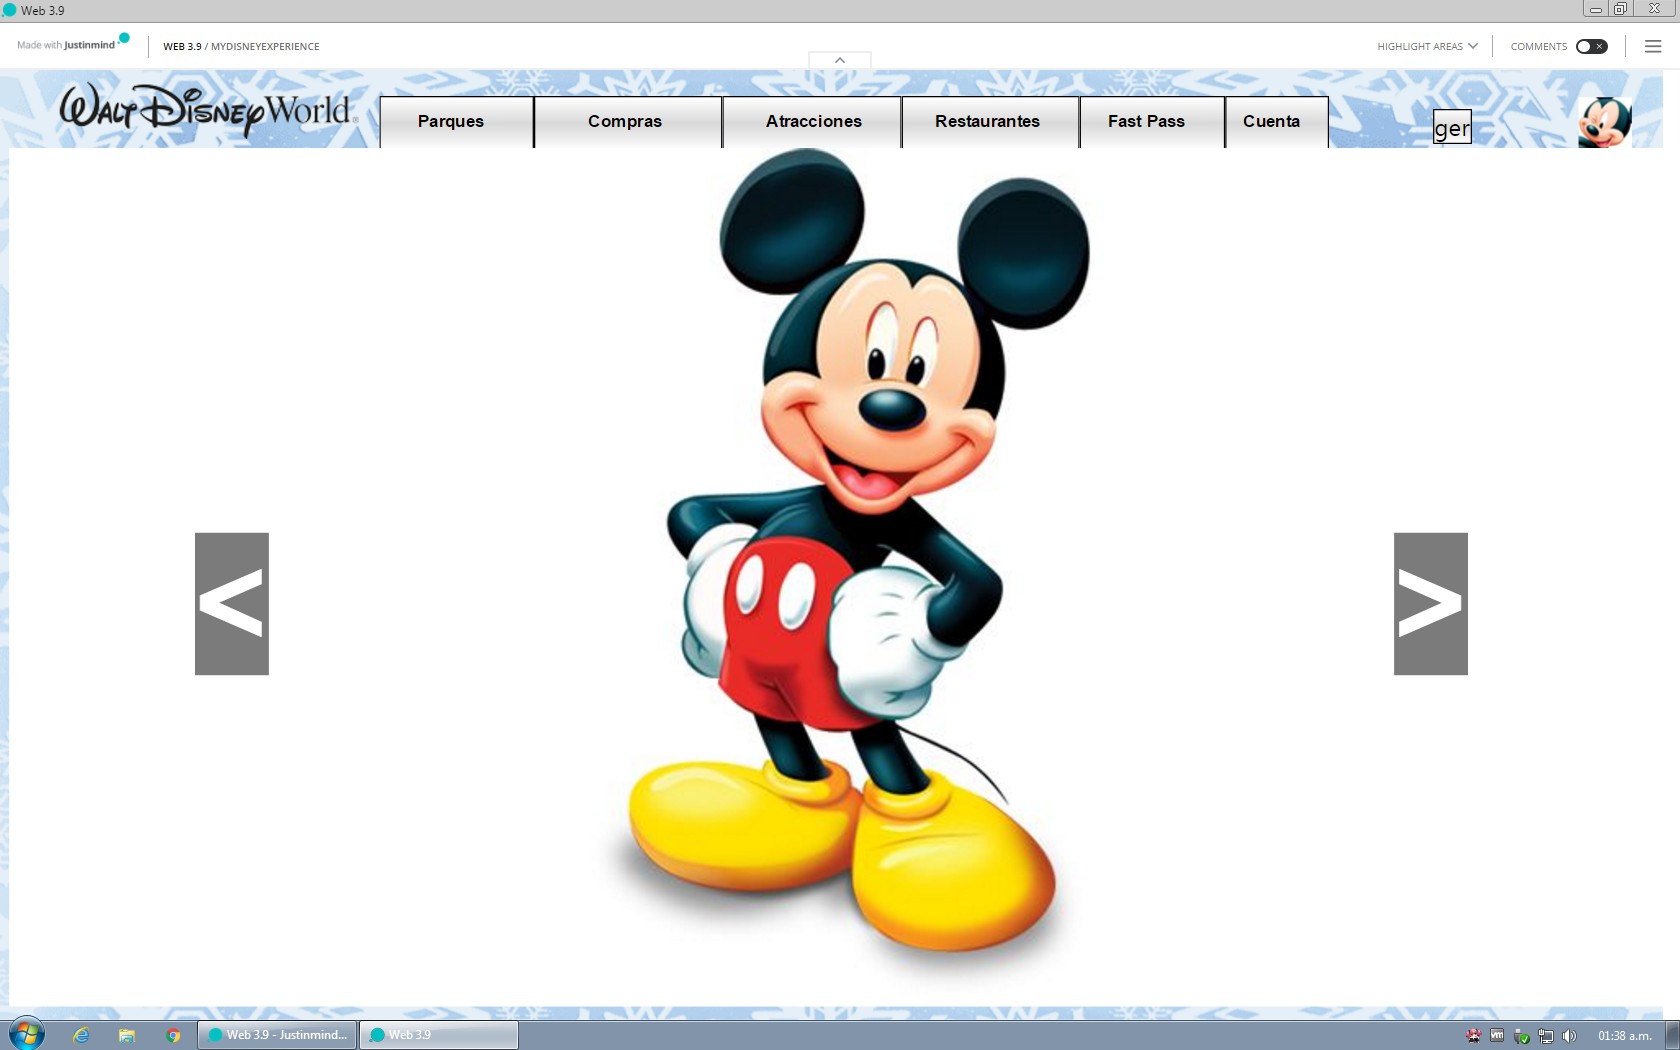 Web 3.9
Made with Justinmind
WEB 3.9 / MYDISNEYEXPERIENCE
HIGHLIGHT AREAS
COMMENTS
Walt Disney World
Parques
Compras
Atracciones
Restaurantes
Fast Pass
Cuenta
ger
<
>
Web 3.9 - Justinmind...
Web 3.9
01:38 a.m.